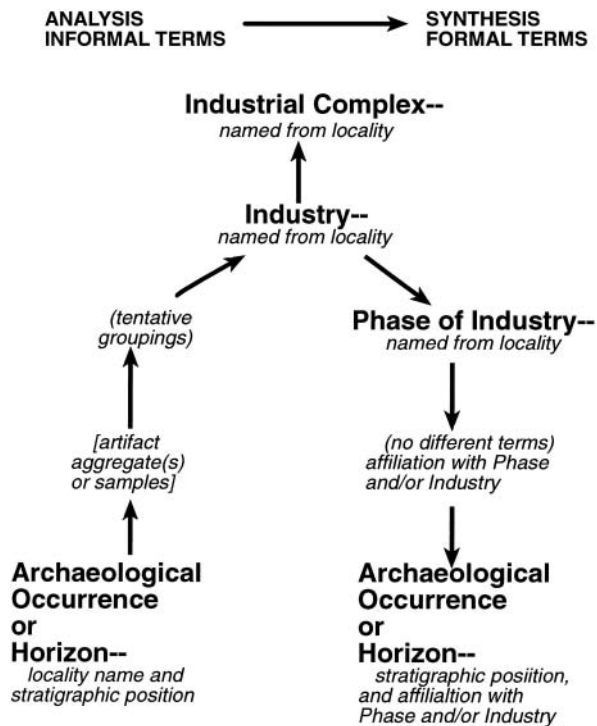 ANALYSIS
INFORMAL TERMS
SYNTHESIS
FORMAL TERMS
Industrial Complex--
named from locality
Industry--
named from locality
(tentative
groupings)
Phase of Industry--
named from locality
[artifact
aggregate(s)
or samples]
(no different terms)
affiliation with Phase
and/or Industry
Archaeological
Occurrence
or
Horizon--
locality name and
stratigraphic position
Archaeological
Occurrence
or
Horizon--
stratigraphic posiition,
and affilialtion with
Phase and/or Industry